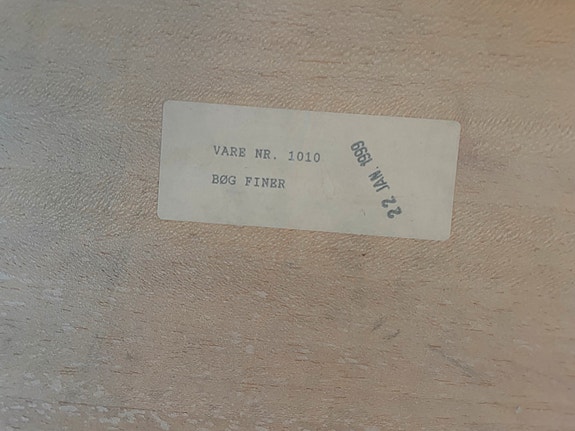 VARE NR. 1010
BØG FINER
22 JAN. 1999